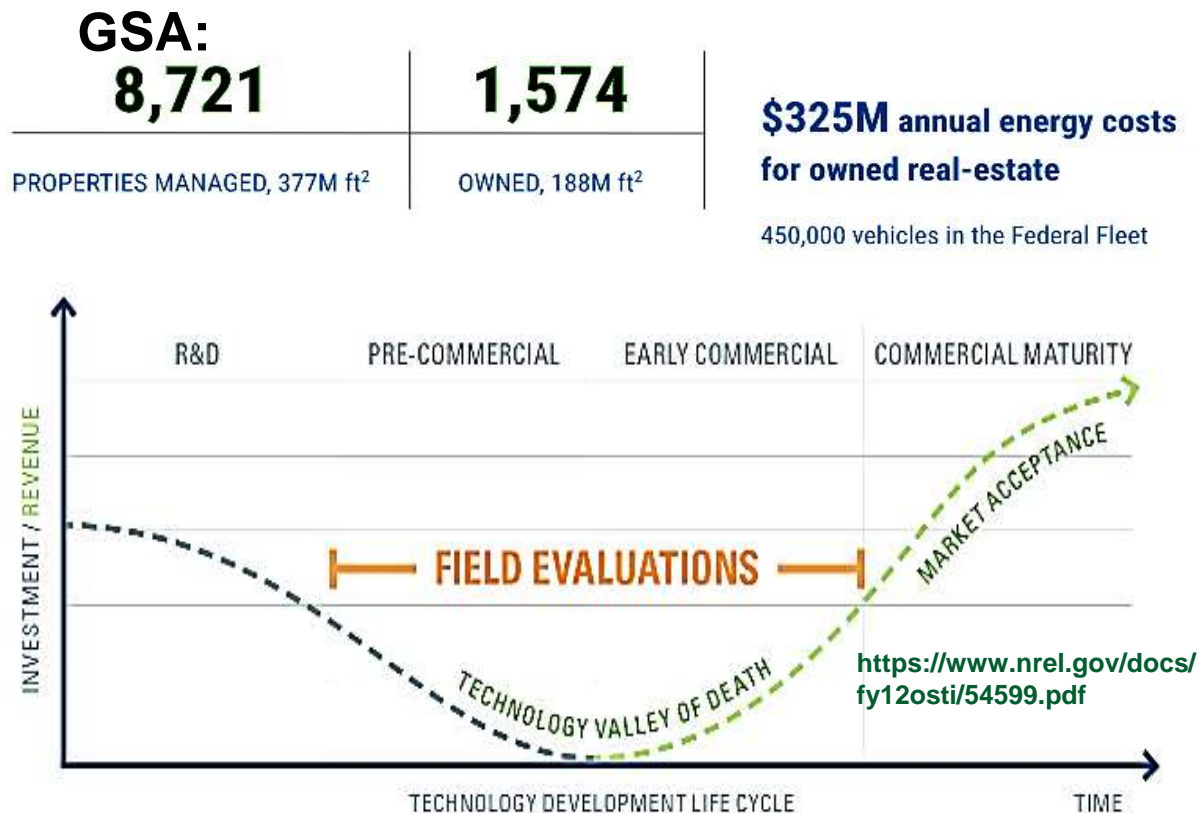 GSA:
8,721
1,574
PROPERTIES MANAGED, 377M ft²
OWNED, 188M ft²
$325M annual energy costs
for owned real-estate
450,000 vehicles in the Federal Fleet
R&D
PRE-COMMERCIAL
EARLY COMMERCIAL
COMMERCIAL MATURITY
INVESTMENT / REVENUE
FIELD EVALUATIONS
MARKET ACCEPTANCE
TECHNOLOGY VALLEY OF DEATH
https://www.nrel.gov/docs/
fy12osti/54599.pdf
TECHNOLOGY DEVELOPMENT LIFE CYCLE
TIME